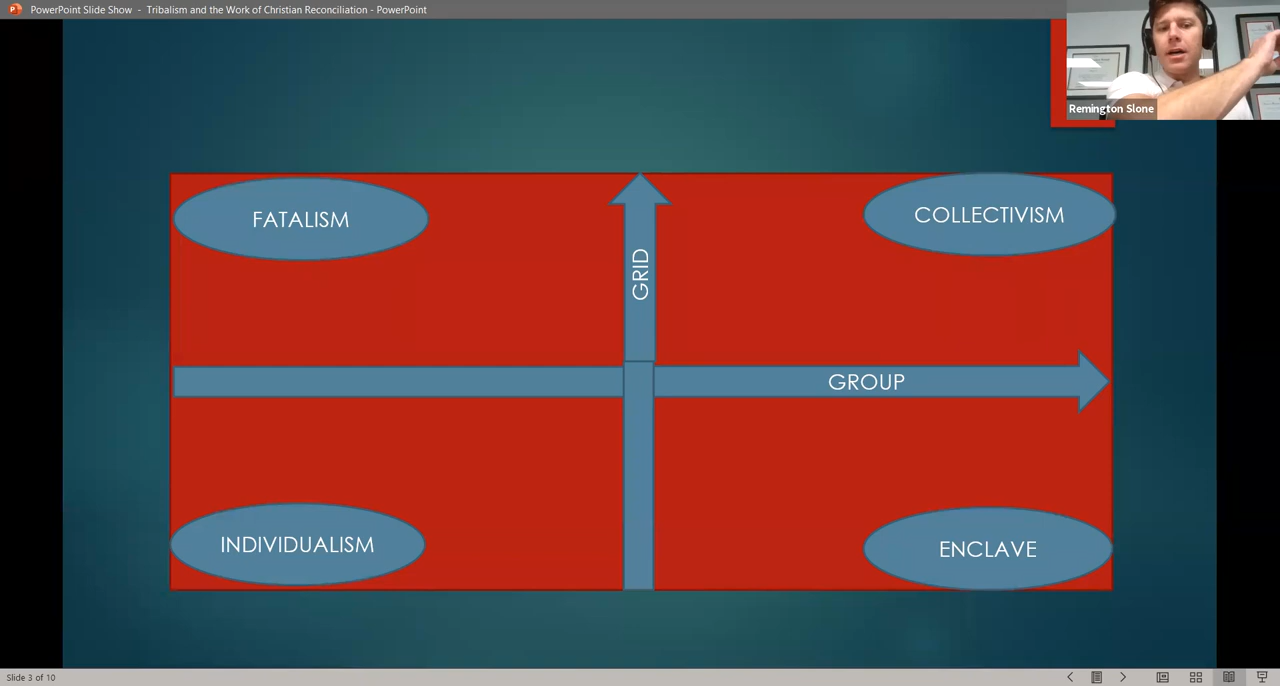 PowerPoint Slide Show - Tribalism and the Work of Christian Reconciliation - PowerPoint
Remington Slone
FATALISM
COLLECTIVISM
GRID
GROUP
INDIVIDUALISM
ENCLAVE
Slide 3 of 10